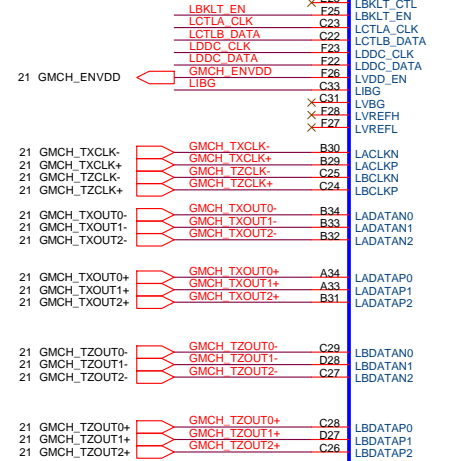 LBKLT_CTL
LBKLT_EN F25 LBKLT_EN
LCTLA_CLK C23 LCTLA_CLK
LCTLB_DATA C22 LCTLB_DATA
LDDC_CLK F23 LDDC_CLK
LDDC_DATA F22 LDDC_DATA
21 GMCH_ENVDD GMCH_ENVDD F26 LVDD_EN
LIBG C33 LIBG
C31 LVBG
F28 LVREFH
F27 LVREFL
21 GMCH_TXCLK- GMCH_TXCLK- B30 LACLKN
21 GMCH_TXCLK+ GMCH_TXCLK+ B29 LACLKP
21 GMCH_TZCLK- GMCH_TZCLK- C25 LBCLKN
21 GMCH_TZCLK+ GMCH_TZCLK+ C24 LBCLKP
21 GMCH_TXOUT0- GMCH_TXOUT0- B34 LADATAN0
21 GMCH_TXOUT1- GMCH_TXOUT1- B33 LADATAN1
21 GMCH_TXOUT2- GMCH_TXOUT2- B32 LADATAN2
21 GMCH_TXOUT0+ GMCH_TXOUT0+ A34 LADATAP0
21 GMCH_TXOUT1+ GMCH_TXOUT1+ A33 LADATAP1
21 GMCH_TXOUT2+ GMCH_TXOUT2+ B31 LADATAP2
21 GMCH_TZOUT0- GMCH_TZOUT0- C29 LBDATAN0
21 GMCH_TZOUT1- GMCH_TZOUT1- D28 LBDATAN1
21 GMCH_TZOUT2- GMCH_TZOUT2- C27 LBDATAN2
21 GMCH_TZOUT0+ GMCH_TZOUT0+ C28 LBDATAP0
21 GMCH_TZOUT1+ GMCH_TZOUT1+ D27 LBDATAP1
21 GMCH_TZOUT2+ GMCH_TZOUT2+ C26 LBDATAP2